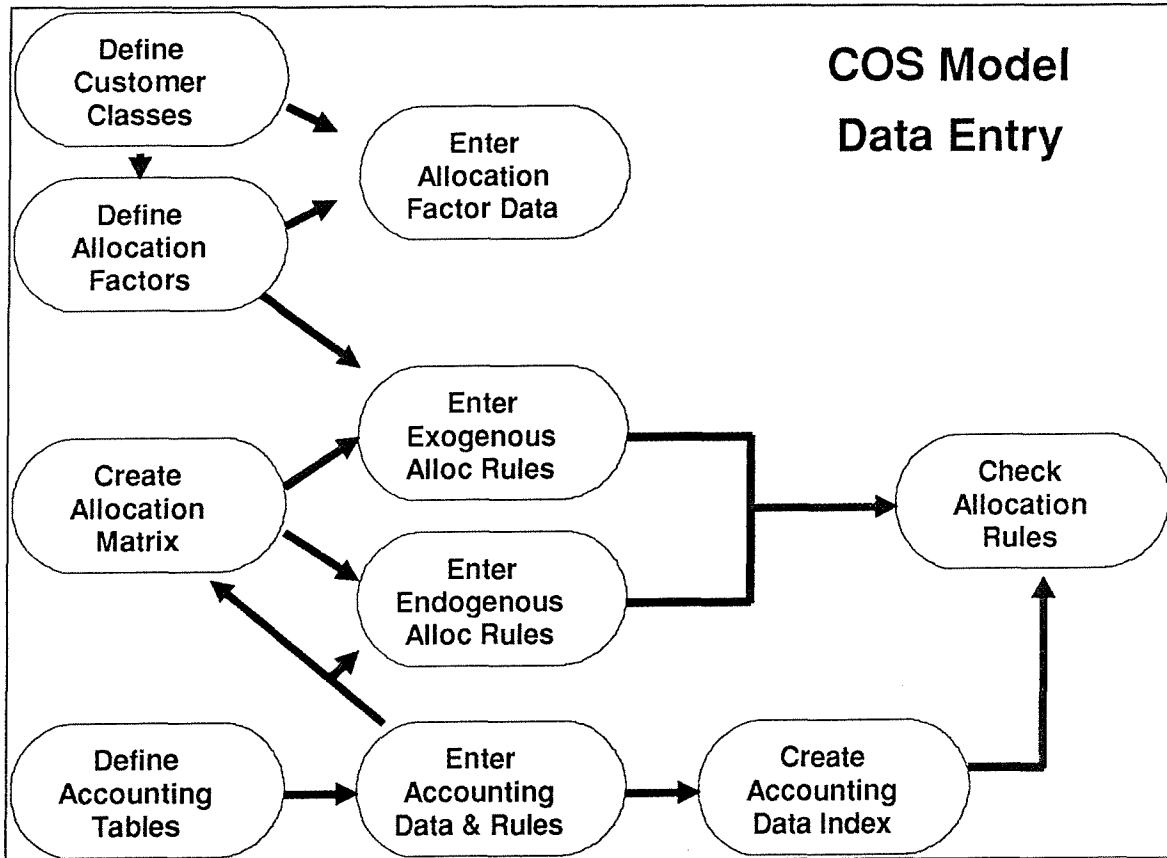 COS Model
Data Entry
Define
Customer
Classes
Enter
Allocation
Factor Data
Define
Allocation
Factors
Enter
Exogenous
Alloc Rules
Create
Allocation
Matrix
Check
Allocation
Rules
Enter
Endogenous
Alloc Rules
Define
Accounting
Tables
Enter
Accounting
Data & Rules
Create
Accounting
Data Index